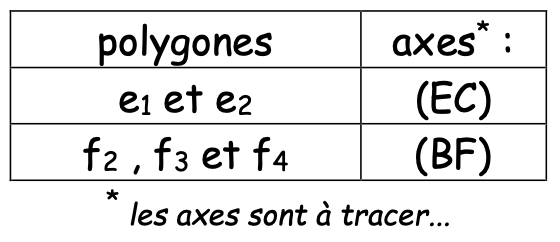 polygones axes* :
e₁ et e₂ (EC)
f₂ , f₃ et f₄ (BF)
* les axes sont à tracer...